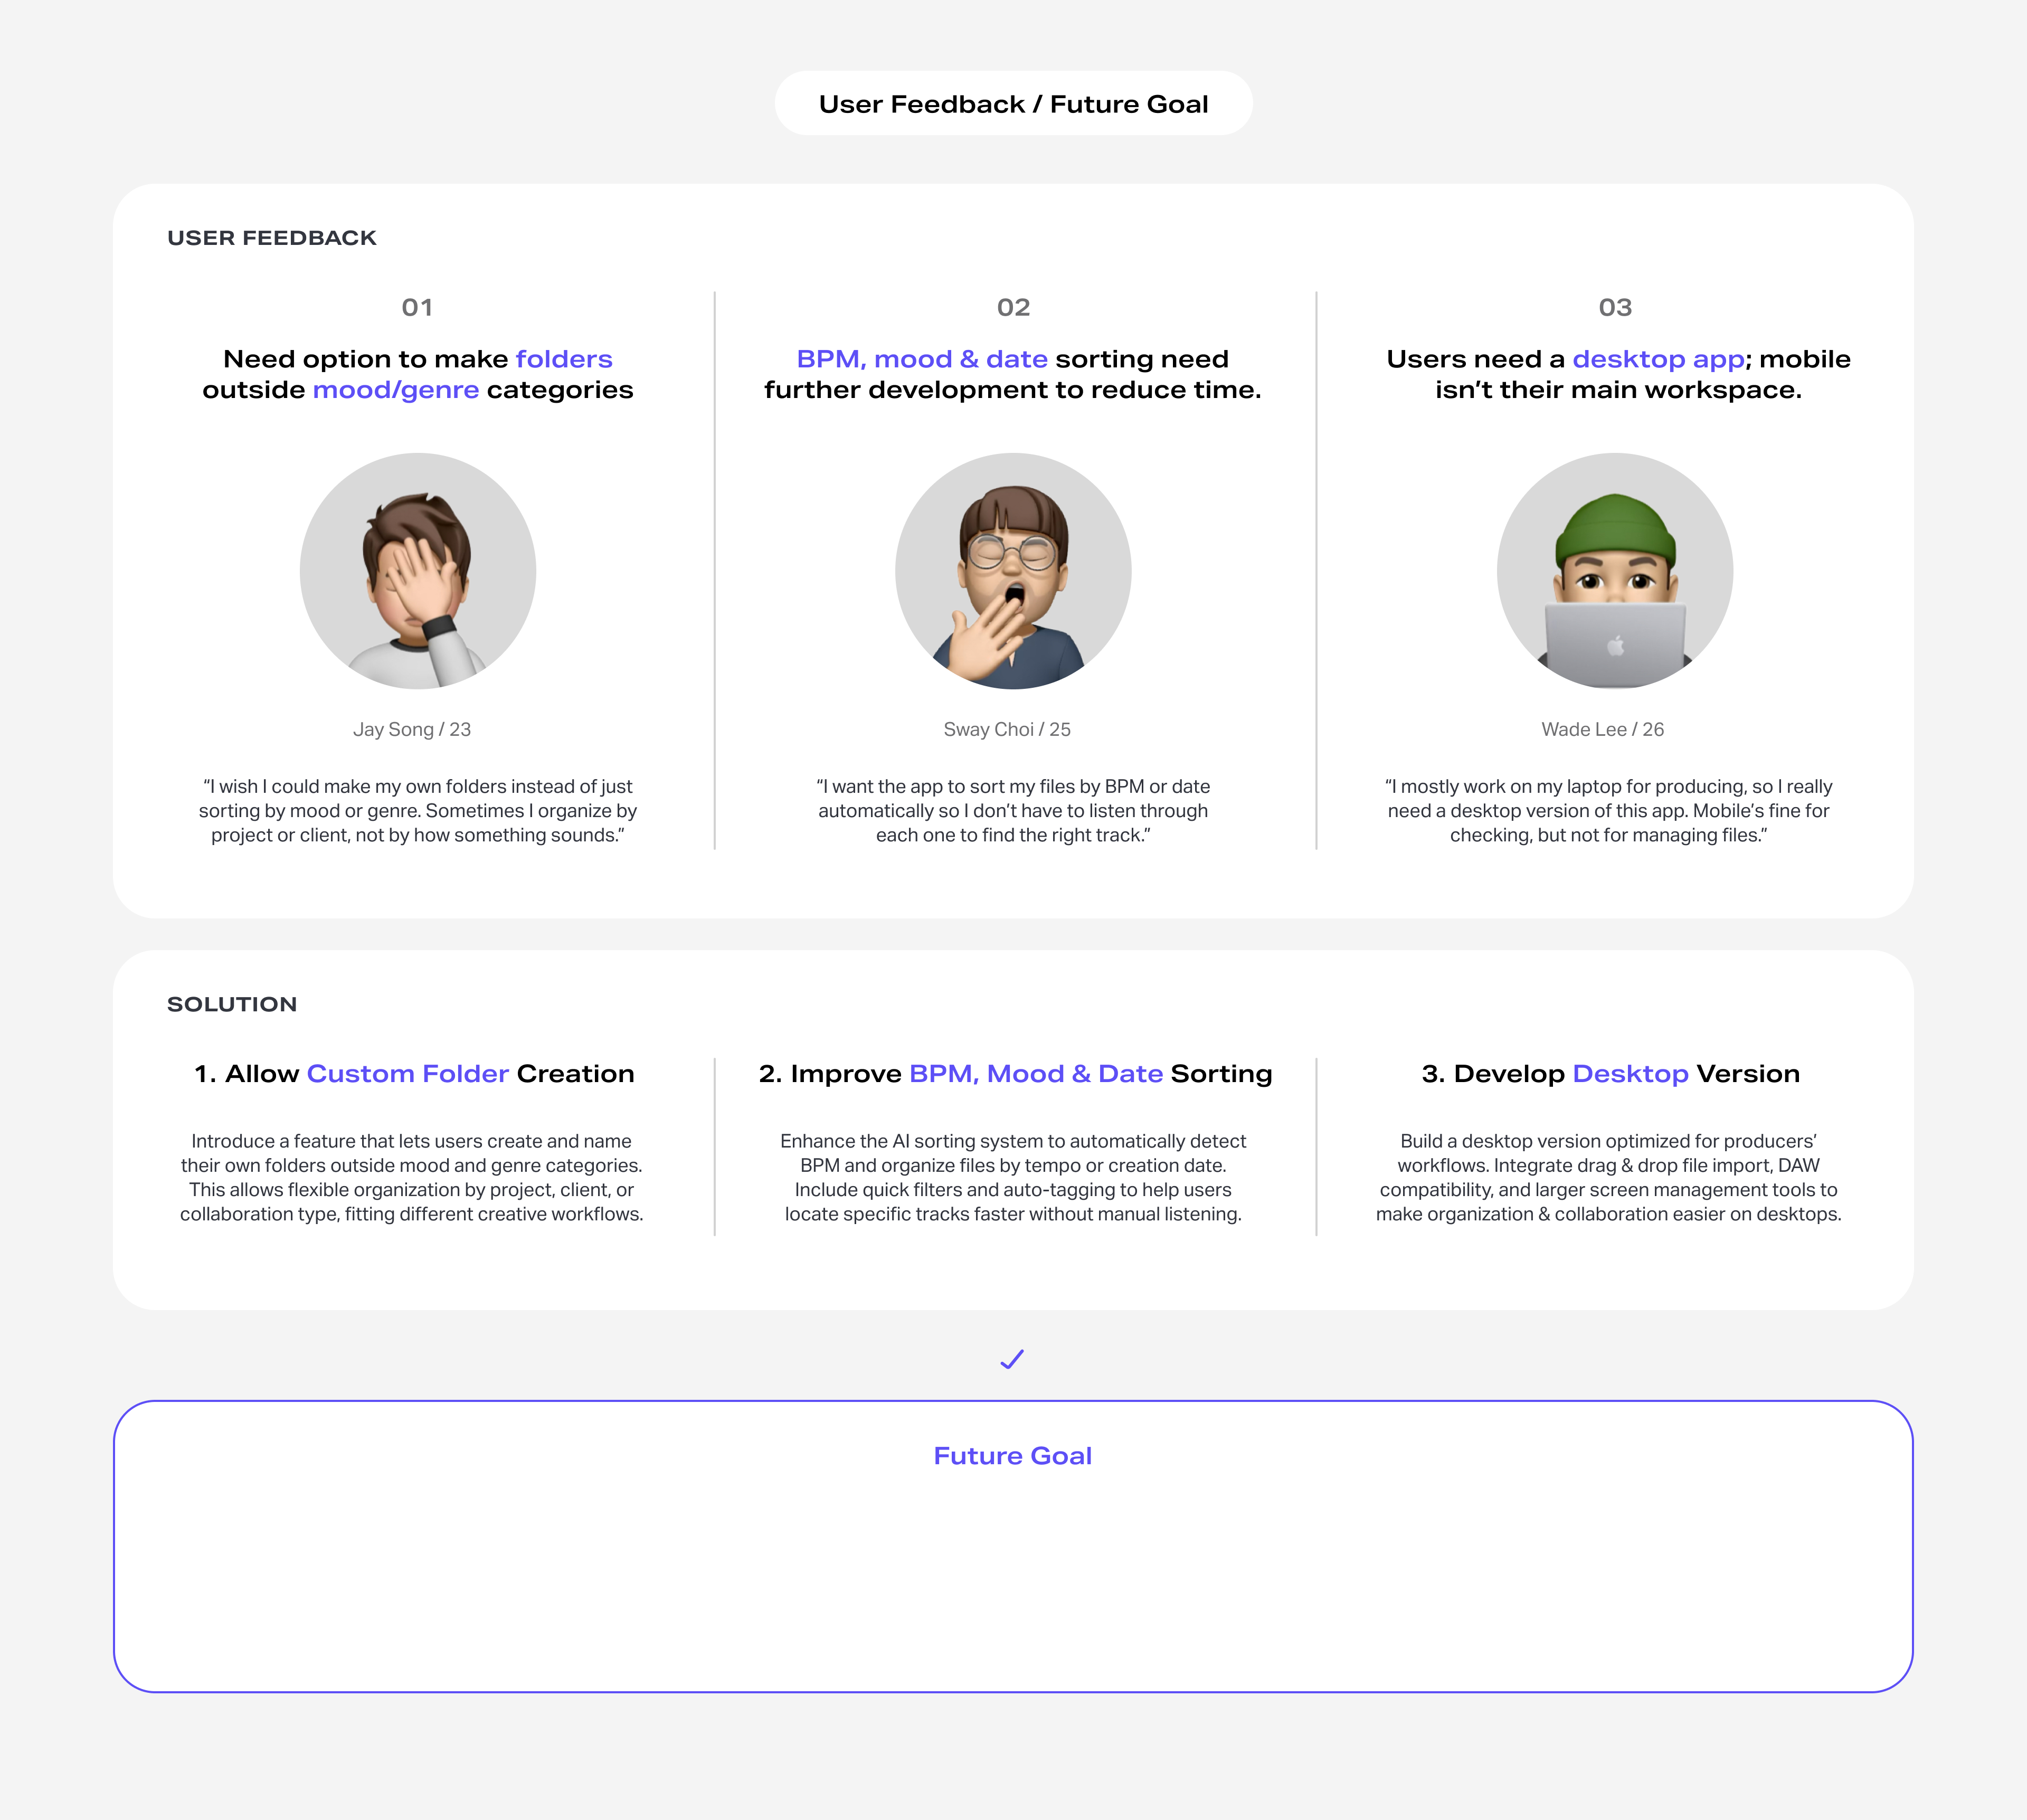 User Feedback / Future Goal
USER FEEDBACK
01
Need option to make folders
outside mood/genre categories
Jay Song / 23
“I wish I could make my own folders instead of just
sorting by mood or genre. Sometimes I organize by
project or client, not by how something sounds.”
02
BPM, mood & date sorting need
further development to reduce time.
Sway Choi / 25
“I want the app to sort my files by BPM or date
automatically so I don’t have to listen through
each one to find the right track.”
03
Users need a desktop app; mobile
isn’t their main workspace.
Wade Lee / 26
“I mostly work on my laptop for producing, so I really
need a desktop version of this app. Mobile’s fine for
checking, but not for managing files.”
SOLUTION
1. Allow Custom Folder Creation
Introduce a feature that lets users create and name
their own folders outside mood and genre categories.
This allows flexible organization by project, client, or
collaboration type, fitting different creative workflows.
2. Improve BPM, Mood & Date Sorting
Enhance the AI sorting system to automatically detect
BPM and organize files by tempo or creation date.
Include quick filters and auto-tagging to help users
locate specific tracks faster without manual listening.
3. Develop Desktop Version
Build a desktop version optimized for producers’
workflows. Integrate drag & drop file import, DAW
compatibility, and larger screen management tools to
make organization & collaboration easier on desktops.
Future Goal